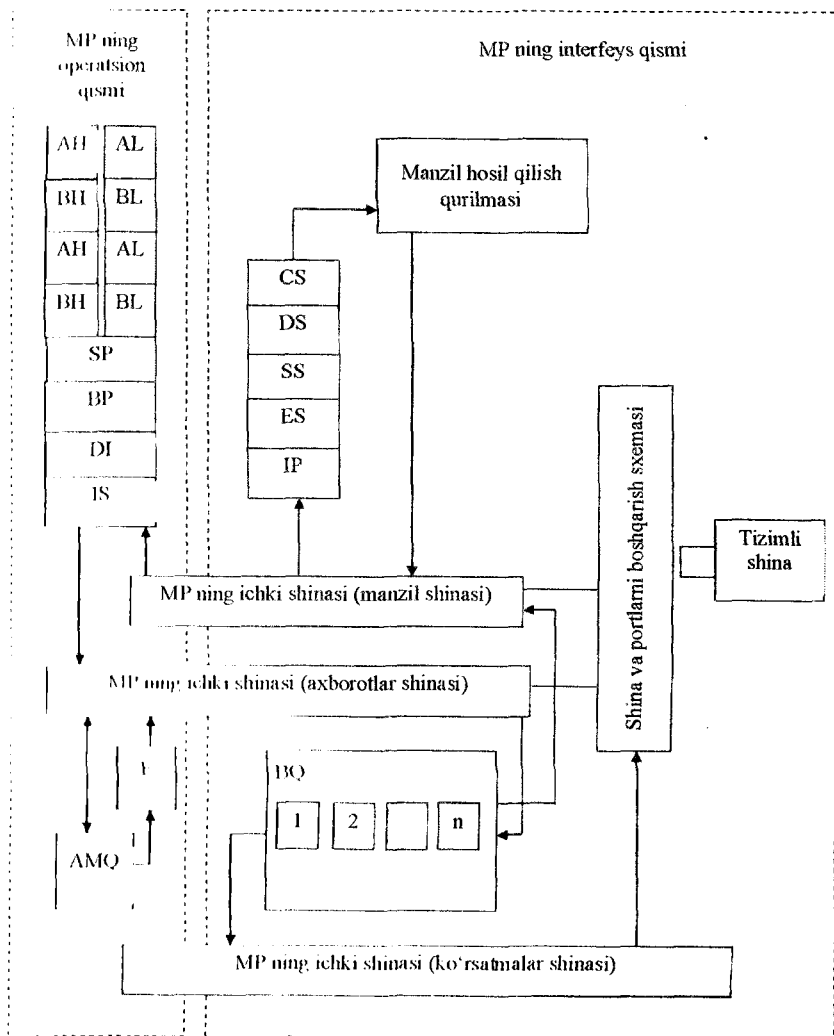 MP ning
operatsion
qismi
MP ning interfeys qismi
AH AL
BH BL
AH AL
BH BL
SP
BP
DI
IS
Manzil hosil qilish
qurilmasi
CS
DS
SS
ES
IP
Shina va portlarni boshqarish sxemasi
Tizimli
shina
MP ning ichki shinasi (manzil shinasi)
MP ning ichki shinasi (axborotlar shinasi)
BQ
1 2 n
AMQ
MP ning ichki shinasi (ko‘rsatmalar shinasi)